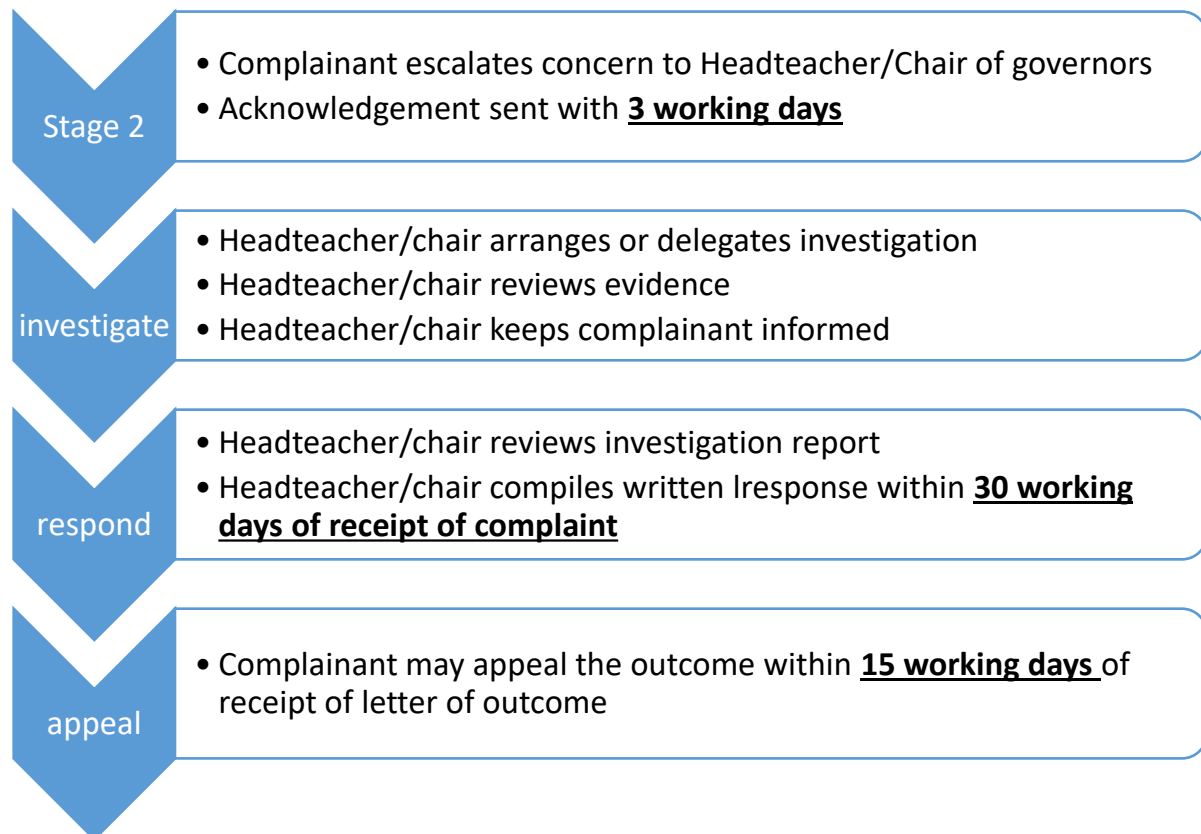 Stage 2
• Complainant escalates concern to Headteacher/Chair of governors
• Acknowledgement sent with 3 working days
investigate
• Headteacher/chair arranges or delegates investigation
• Headteacher/chair reviews evidence
• Headteacher/chair keeps complainant informed
respond
• Headteacher/chair reviews investigation report
• Headteacher/chair compiles written lresponse within 30 working
days of receipt of complaint
appeal
• Complainant may appeal the outcome within 15 working days of
receipt of letter of outcome